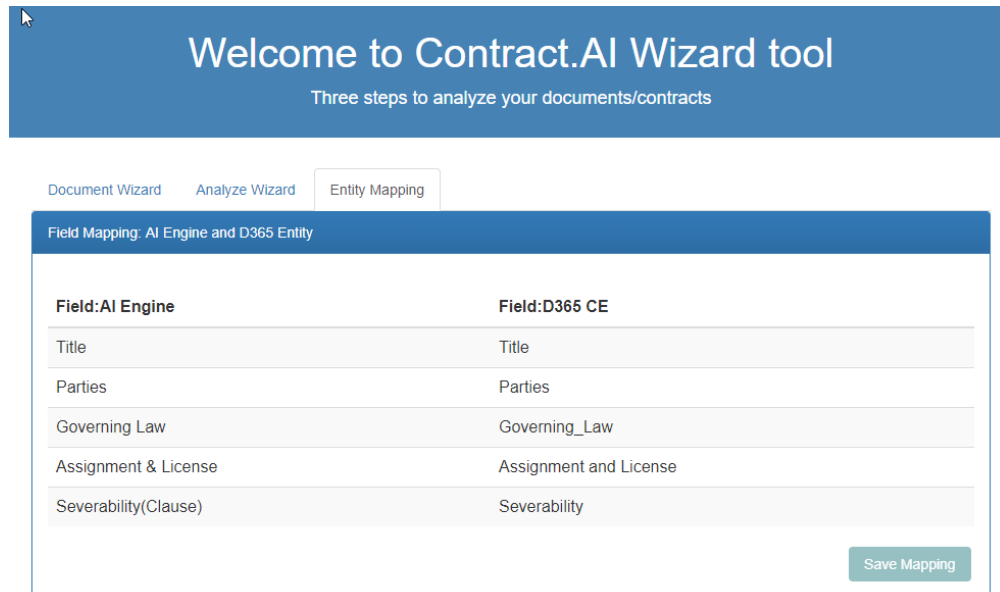 Welcome to Contract.AI Wizard tool
Three steps to analyze your documents/contracts
Document Wizard Analyze Wizard Entity Mapping
Field Mapping: AI Engine and D365 Entity
Field:AI Engine Field:D365 CE
Title Title
Parties Parties
Governing Law Governing_Law
Assignment & License Assignment and License
Severability(Clause) Severability
Save Mapping